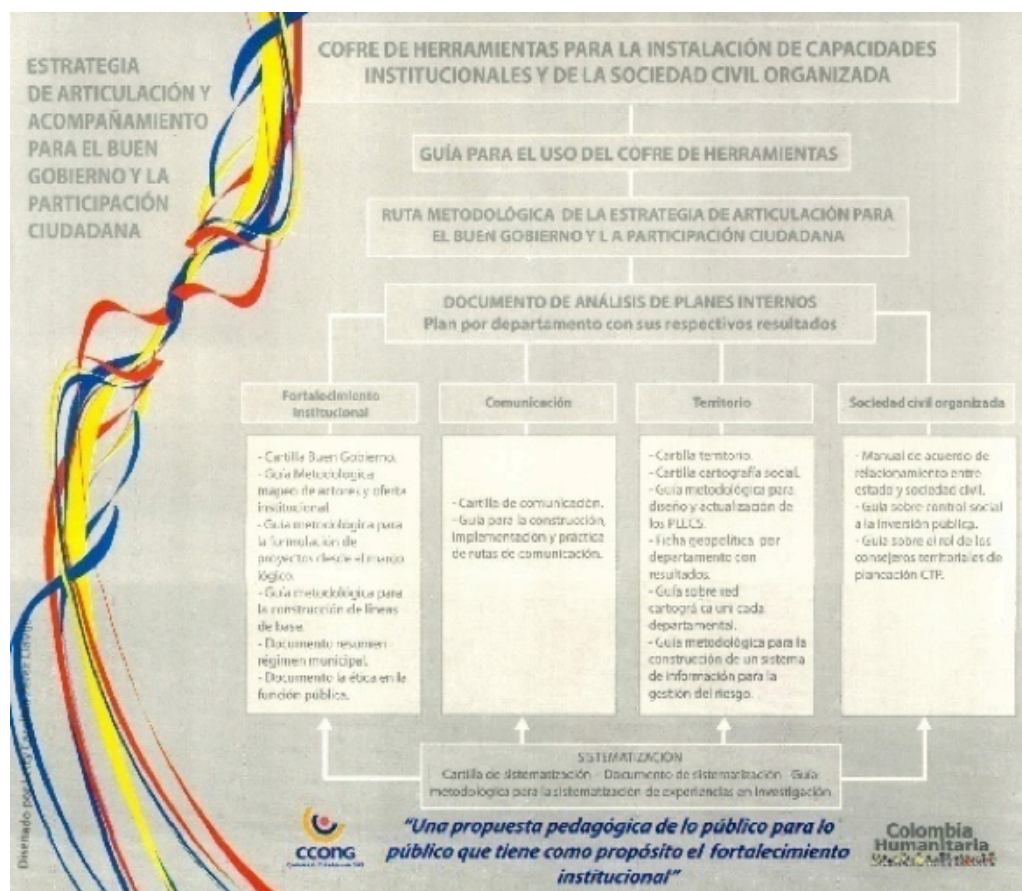 ESTRATEGIA
DE ARTICULACIÓN Y
ACOMPAÑAMIENTO
PARA EL BUEN
GOBIERNO Y LA
PARTICIPACIÓN
CIUDADANA
COFRE DE HERRAMIENTAS PARA LA INSTALACIÓN DE CAPACIDADES
INSTITUCIONALES Y DE LA SOCIEDAD CIVIL ORGANIZADA
GUÍA PARA EL USO DEL COFRE DE HERRAMIENTAS
RUTA METODOLÓGICA DE LA ESTRATEGIA DE ARTICULACIÓN PARA
EL BUEN GOBIERNO Y L A PARTICIPACIÓN CIUDADANA
DOCUMENTO DE ANÁLISIS DE PLANES INTERNOS
Plan por departamento con sus respectivos resultados
Fortalecimiento
Institucional
- Cartilla Buen Gobierno.
- Guía Metodologica
mapeo de actores y oferta
institucional.
- Guía metodológica para
la formulación de
proyectos desde el marco
lógico.
- Guía metodológica para
la construcción de líneas
de base.
- Documento resumen
régimen municipal.
- Documento la ética en la
función pública.
Comunicación
- Cartilla de comunicación.
- Guía para la construcción,
implementación y práctica
de rutas de comunicación.
Territorio
- Cartilla territorio.
- Cartilla cartografía social.
- Guía metodológica para
diseño y actualización de
los
- Ficha geopolítica por
departamento con
resultados.
- Guía sobre red
cartográ ca uni cada
departamental.
- Guía metodológica para la
construcción de un sistema
de información para la
gestión del riesgo.
Sociedad civil organizada
- Manual de acuerdo de
relacionamiento entre
estado y sociedad civil.
- Guía sobre control social
a la inversión pública.
- Guía sobre el rol de los
consejeros territoriales de
planeación CTP.
SISTEMATIZACIÓN
Cartilla de sistematización - Documento de sistematización - Guía
metodologica para la sistematización de experiencias en investigación
Diseñado por
ccong
"Una propuesta pedagógica de lo público para lo
público que tiene como propósito el fortalecimiento
institucional"
Colombia
Humanitaria